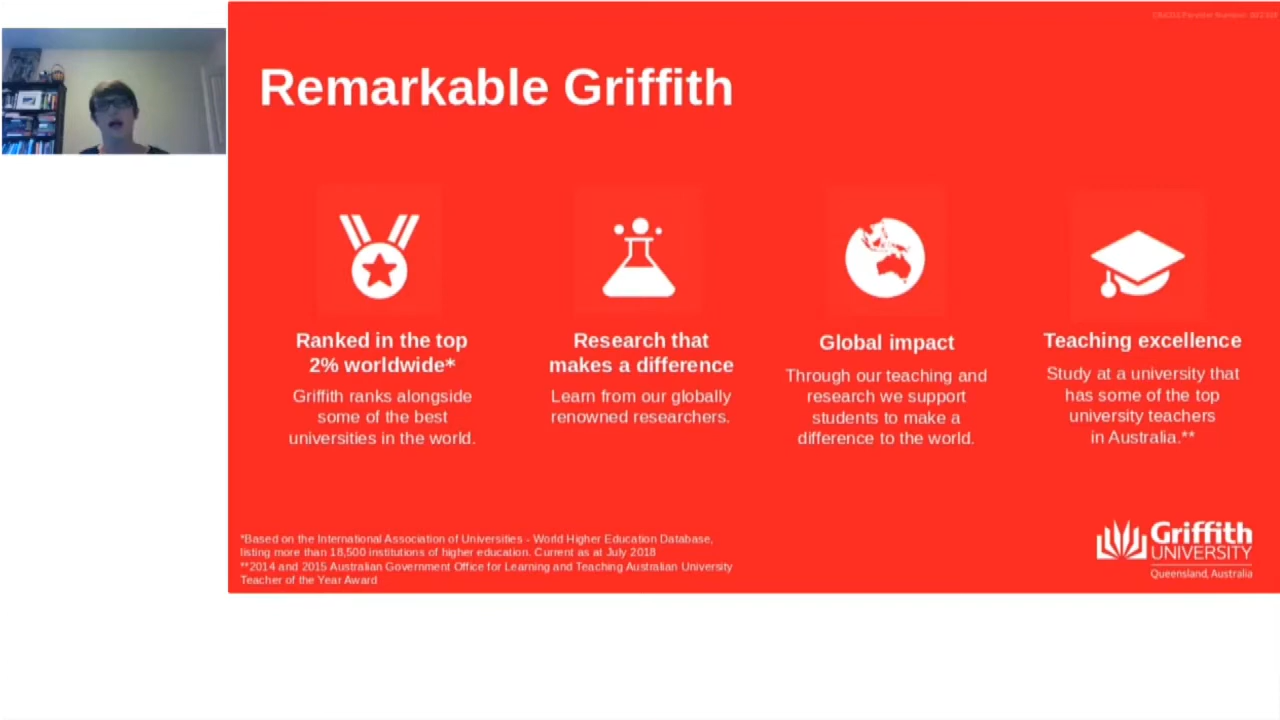 Remarkable Griffith
Ranked in the top
2% worldwide*
Griffith ranks alongside
some of the best
universities in the world.
Research that
makes a difference
Learn from our globally
renowned researchers.
Global impact
Through our teaching and
research we support
students to make a
difference to the world.
Teaching excellence
Study at a university that
has some of the top
university teachers
in Australia.**
*Based on the International Association of Universities - World Higher Education Database,
listing more than 18,500 institutions of higher education. Current as at July 2018
**2014 and 2015 Australian Government Office for Learning and Teaching Australian University
Teacher of the Year Award
Griffith
UNIVERSITY
Queensland, Australia